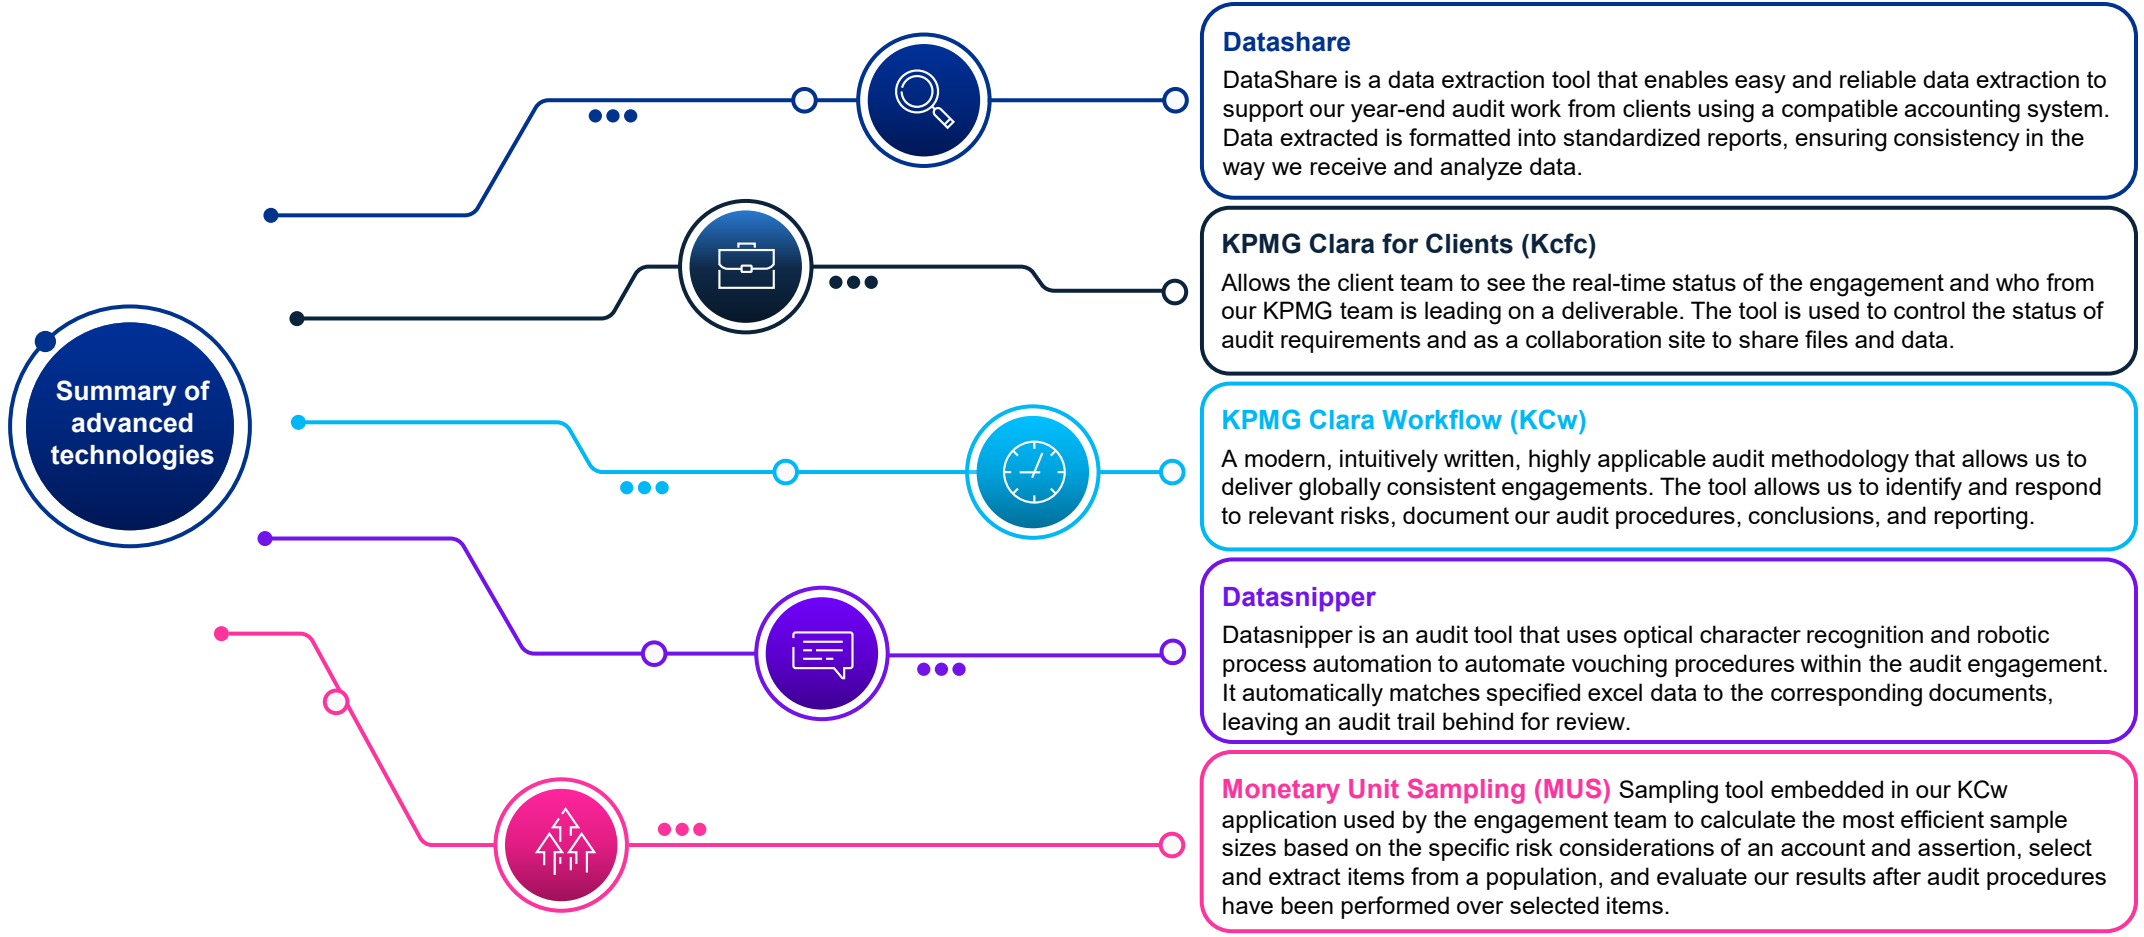 Summary of
advanced
technologies
Datashare
DataShare is a data extraction tool that enables easy and reliable data extraction to
support our year-end audit work from clients using a compatible accounting system.
Data extracted is formatted into standardized reports, ensuring consistency in the
way we receive and analyze data.
KPMG Clara for Clients (Kcfc)
Allows the client team to see the real-time status of the engagement and who from
our KPMG team is leading on a deliverable. The tool is used to control the status of
audit requirements and as a collaboration site to share files and data.
KPMG Clara Workflow (KCw)
A modern, intuitively written, highly applicable audit methodology that allows us to
deliver globally consistent engagements. The tool allows us to identify and respond
to relevant risks, document our audit procedures, conclusions, and reporting.
Datasnipper
Datasnipper is an audit tool that uses optical character recognition and robotic
process automation to automate vouching procedures within the audit engagement.
It automatically matches specified excel data to the corresponding documents,
leaving an audit trail behind for review.
Monetary Unit Sampling (MUS) Sampling tool embedded in our KCw
application used by the engagement team to calculate the most efficient sample
sizes based on the specific risk considerations of an account and assertion, select
and extract items from a population, and evaluate our results after audit procedures
have been performed over selected items.